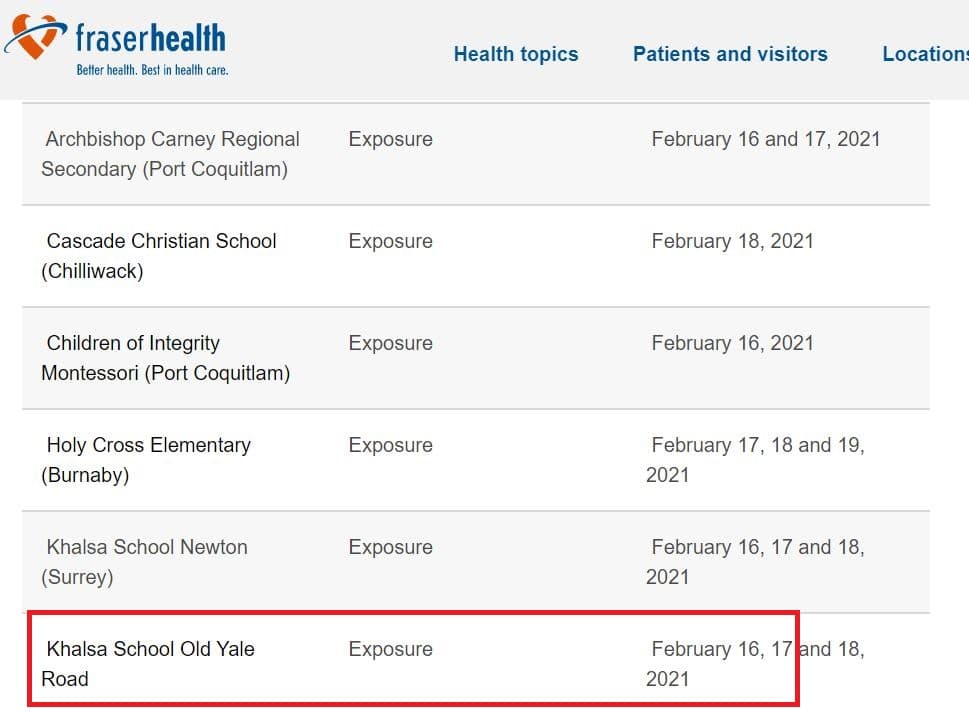 fraserhealth
Better health. Best in health care.
Health topics Patients and visitors Locations
Archbishop Carney Regional Exposure February 16 and 17, 2021
Secondary (Port Coquitlam)
Cascade Christian School Exposure February 18, 2021
(Chilliwack)
Children of Integrity Exposure February 16, 2021
Montessori (Port Coquitlam)
Holy Cross Elementary Exposure February 17, 18 and 19,
(Burnaby) 2021
Khalsa School Newton Exposure February 16, 17 and 18,
(Surrey) 2021
Khalsa School Old Yale Exposure February 16, 17 and 18,
Road 2021